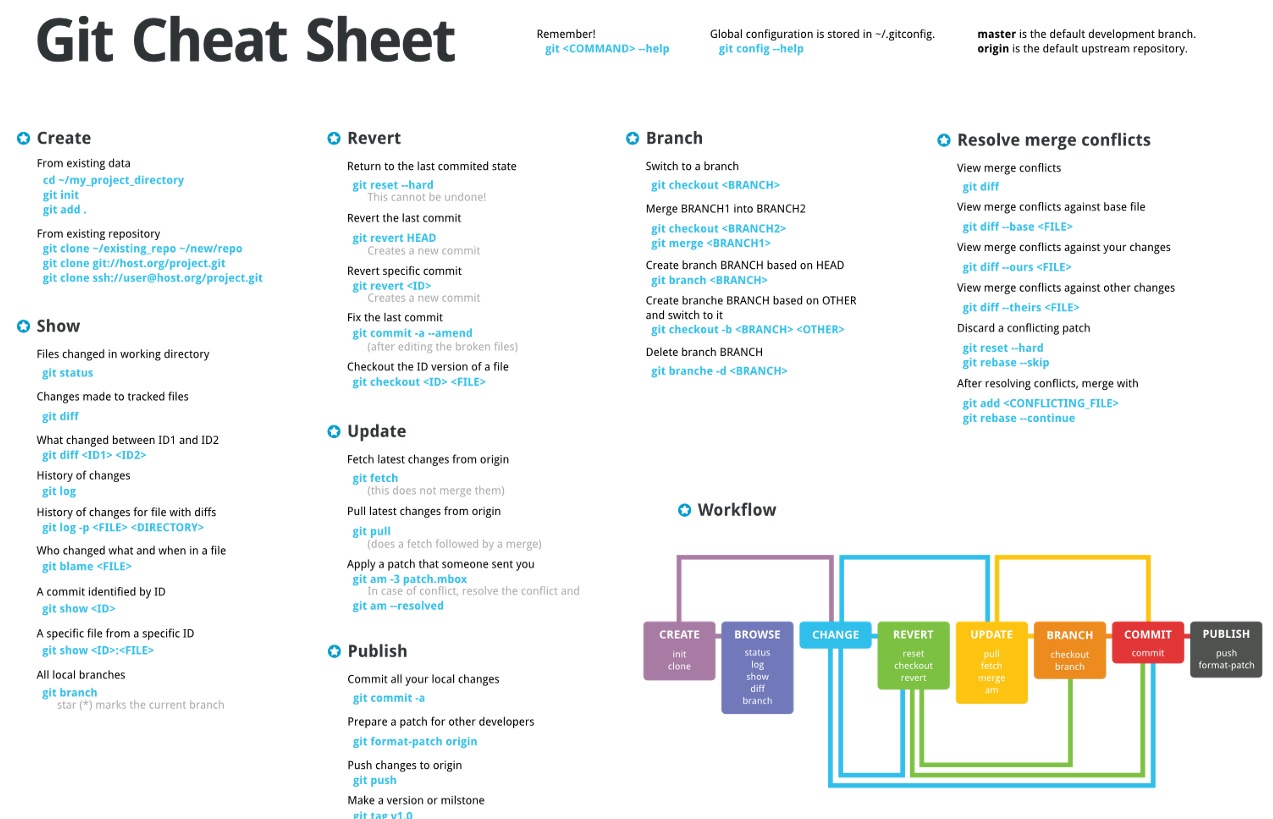 Git Cheat Sheet
Remember!
git <COMMAND> --help
Global configuration is stored in ~/.gitconfig.
git config --help
master is the default development branch.
origin is the default upstream repository.
Create
From existing data
cd ~/my_project_directory
git init
git add .
From existing repository
git clone ~/existing_repo ~/new/repo
git clone git://host.org/project.git
git clone ssh://user@host.org/project.git
Show
Files changed in working directory
git status
Changes made to tracked files
git diff
What changed between ID1 and ID2
git diff <ID1> <ID2>
History of changes
git log
History of changes for file with diffs
git log -p <FILE> <DIRECTORY>
Who changed what and when in a file
git blame <FILE>
A commit identified by ID
git show <ID>
A specific file from a specific ID
git show <ID>:<FILE>
All local branches
git branch
star (*) marks the current branch
Revert
Return to the last commited state
git reset --hard
This cannot be undone!
Revert the last commit
git revert HEAD
Creates a new commit
Revert specific commit
git revert <ID>
Creates a new commit
Fix the last commit
git commit -a --amend
(after editing the broken files)
Checkout the ID version of a file
git checkout <ID> <FILE>
Update
Fetch latest changes from origin
git fetch
(this does not merge them)
Pull latest changes from origin
git pull
(does a fetch followed by a merge)
Apply a patch that someone sent you
git am -3 patch.mbox
In case of conflict, resolve the conflict and
git am --resolved
Publish
Commit all your local changes
git commit -a
Prepare a patch for other developers
git format-patch origin
Push changes to origin
git push
Make a version or milstone
git tag v1.0
Branch
Switch to a branch
git checkout <BRANCH>
Merge BRANCH1 into BRANCH2
git checkout <BRANCH2>
git merge <BRANCH1>
Create branch BRANCH based on HEAD
git branch <BRANCH>
Create branche BRANCH based on OTHER
and switch to it
git checkout -b <BRANCH> <OTHER>
Delete branch BRANCH
git branche -d <BRANCH>
Resolve merge conflicts
View merge conflicts
git diff
View merge conflicts against base file
git diff --base <FILE>
View merge conflicts against your changes
git diff --ours <FILE>
View merge conflicts against other changes
git diff --theirs <FILE>
Discard a conflicting patch
git reset --hard
git rebase --skip
After resolving conflicts, merge with
git add <CONFLICTING_FILE>
git rebase --continue
Workflow
CREATE
init
clone
BROWSE
status
log
show
diff
branch
CHANGE
REVERT
reset
checkout
revert
UPDATE
pull
fetch
merge
am
BRANCH
checkout
branch
COMMIT
commit
PUBLISH
push
format-patch